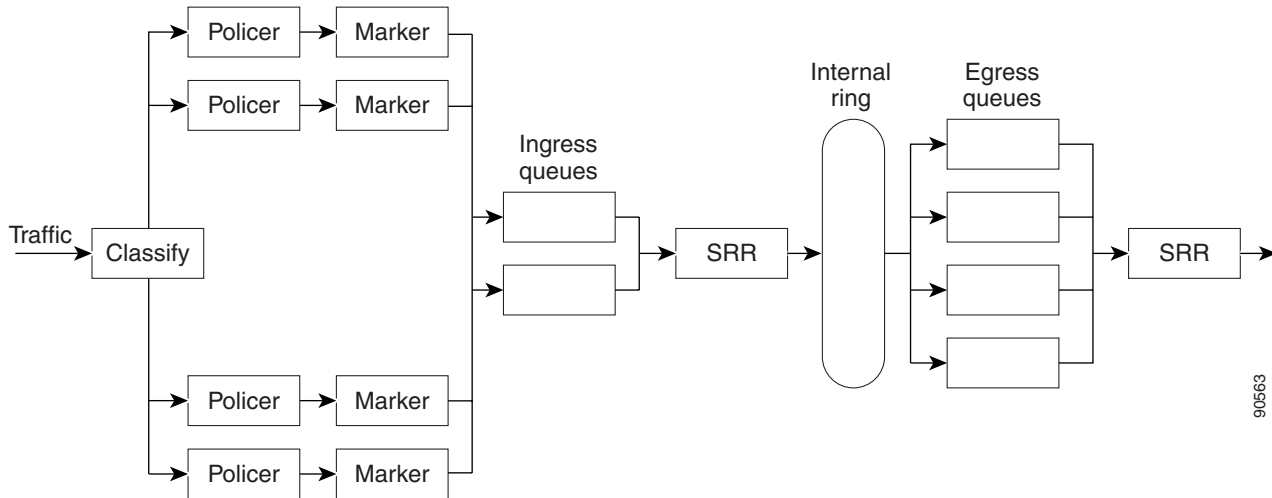 Policer
Marker
Policer
Marker
Internal
ring
Egress
queues
Ingress
queues
Traffic
Classify
SRR
SRR
Policer
Marker
Policer
Marker
90563